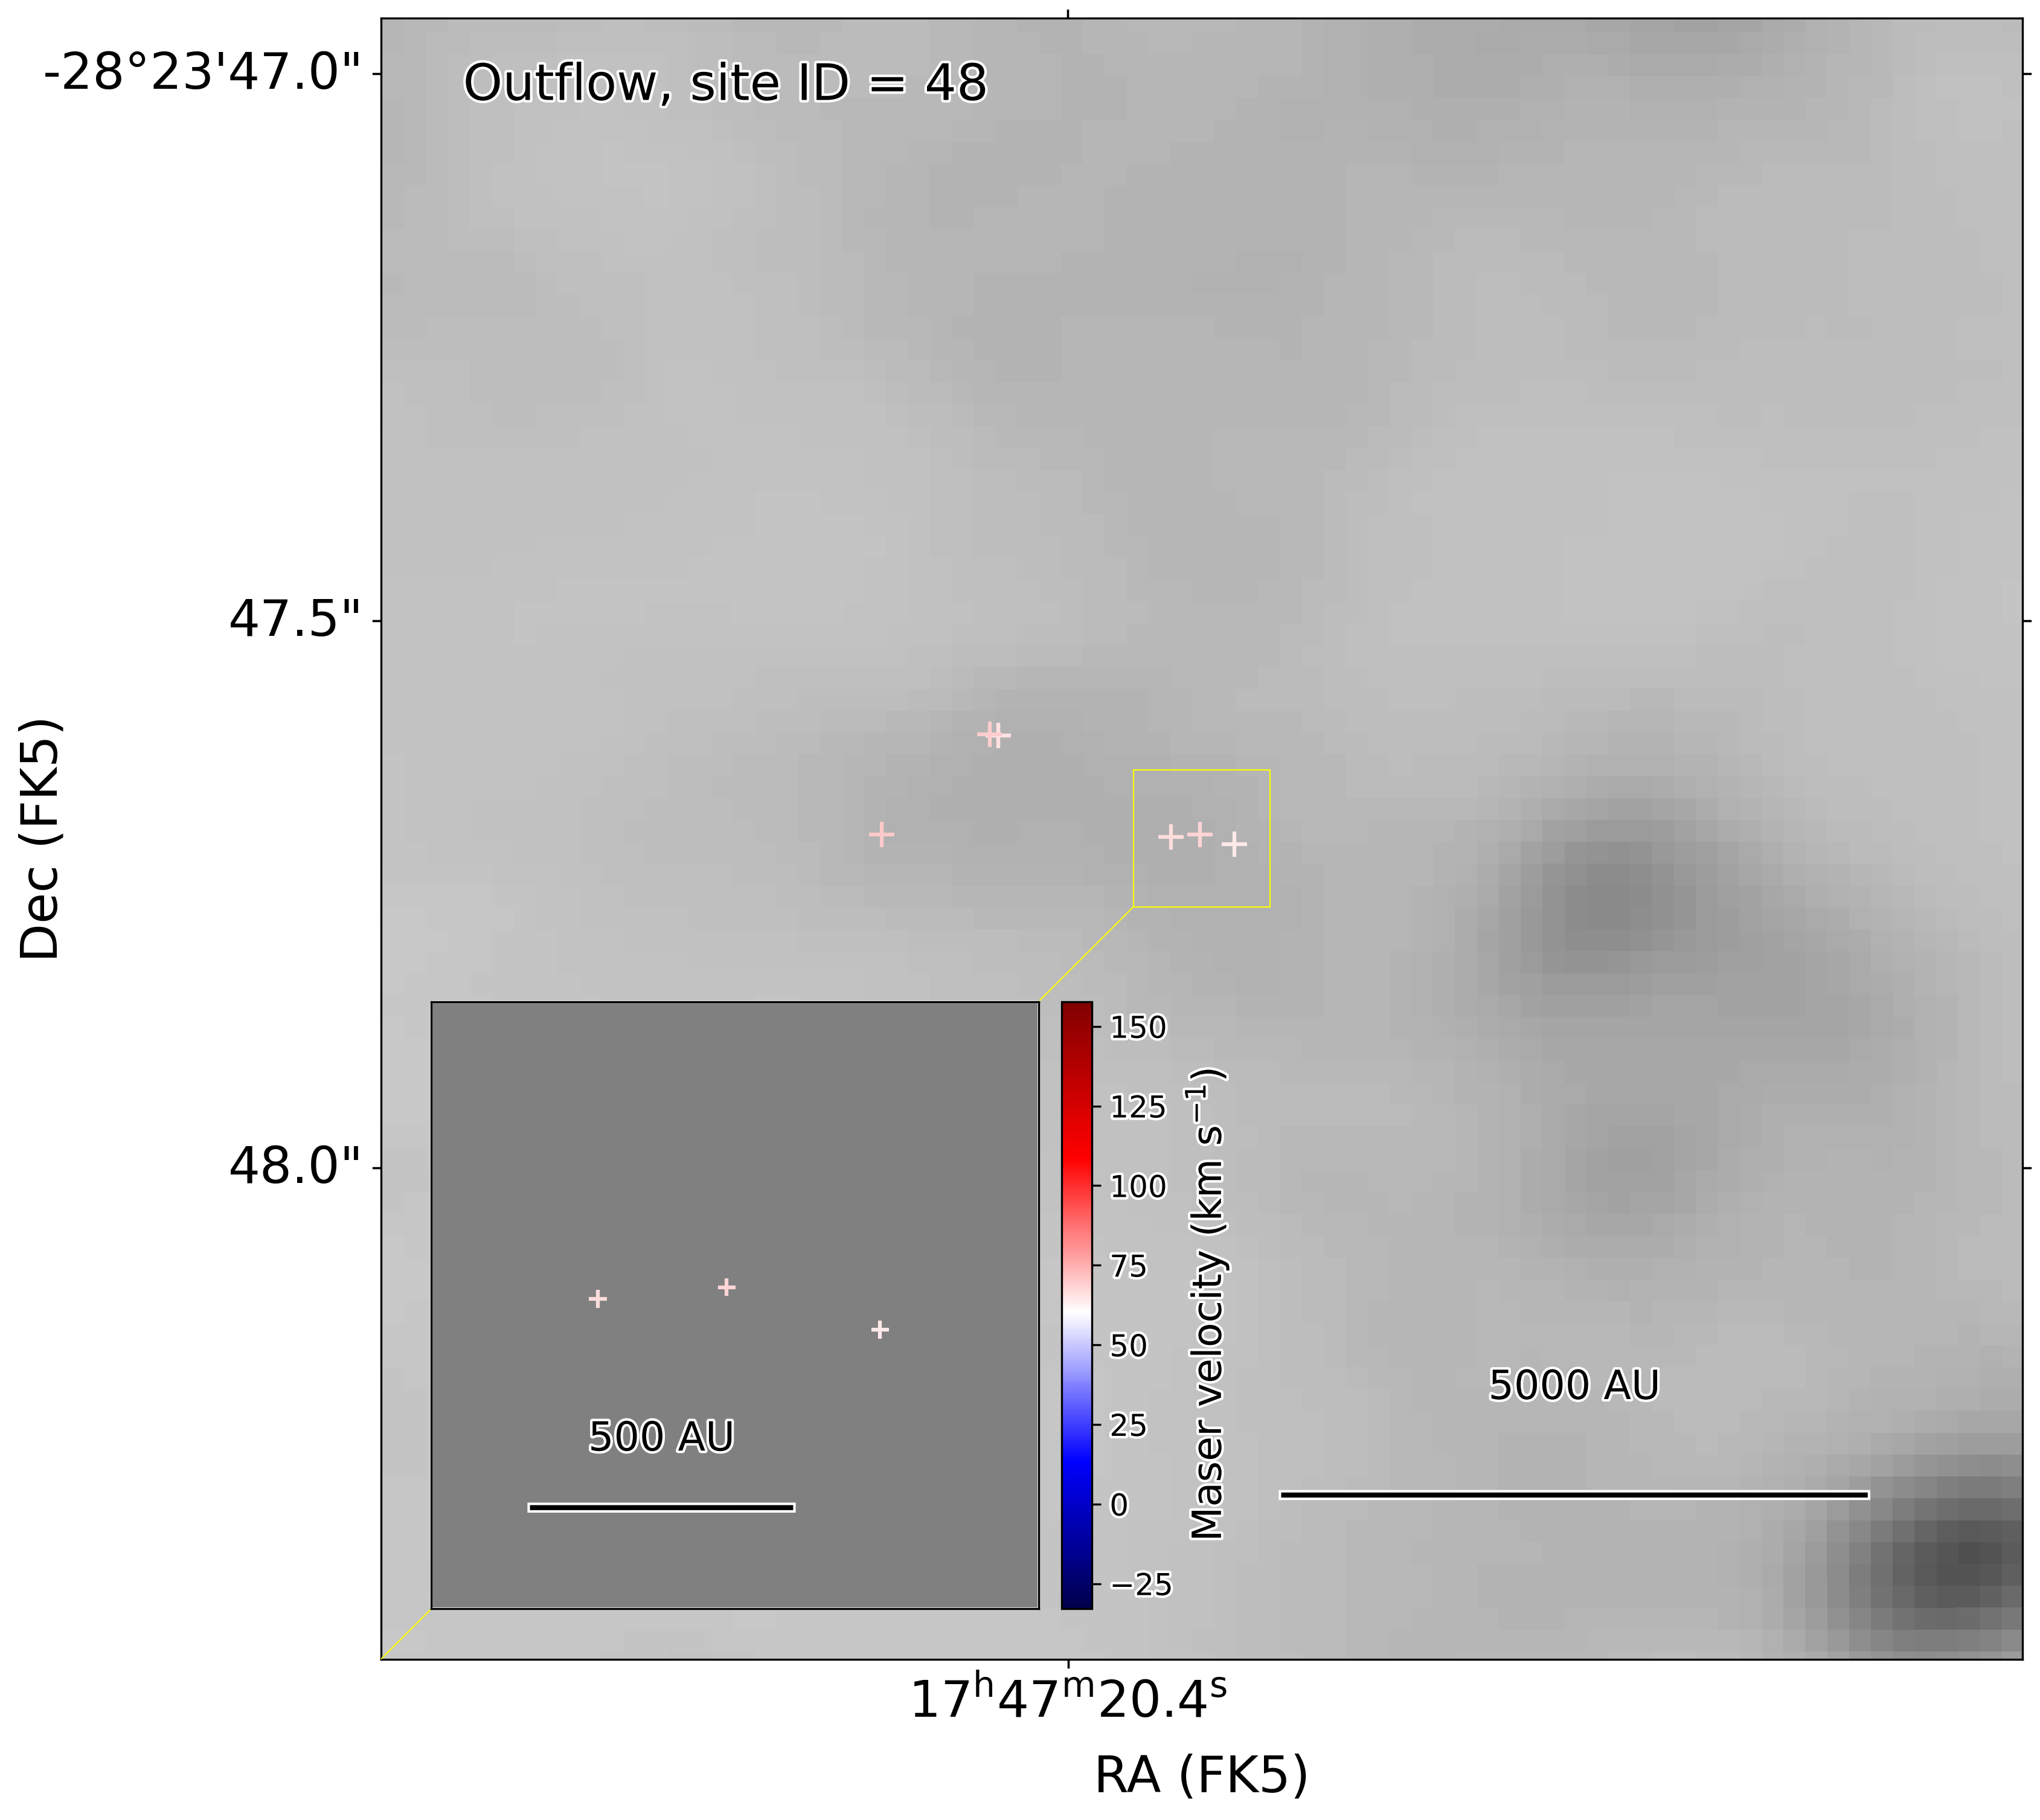 Outflow, site ID = 48
-28°23'47.0"
47.5"
48.0"
Dec (FK5)
500 AU
150
125
100
75
50
25
0
−25
Maser velocity (km s⁻¹)
5000 AU
17ʰ47ᵐ20.4ˢ
RA (FK5)